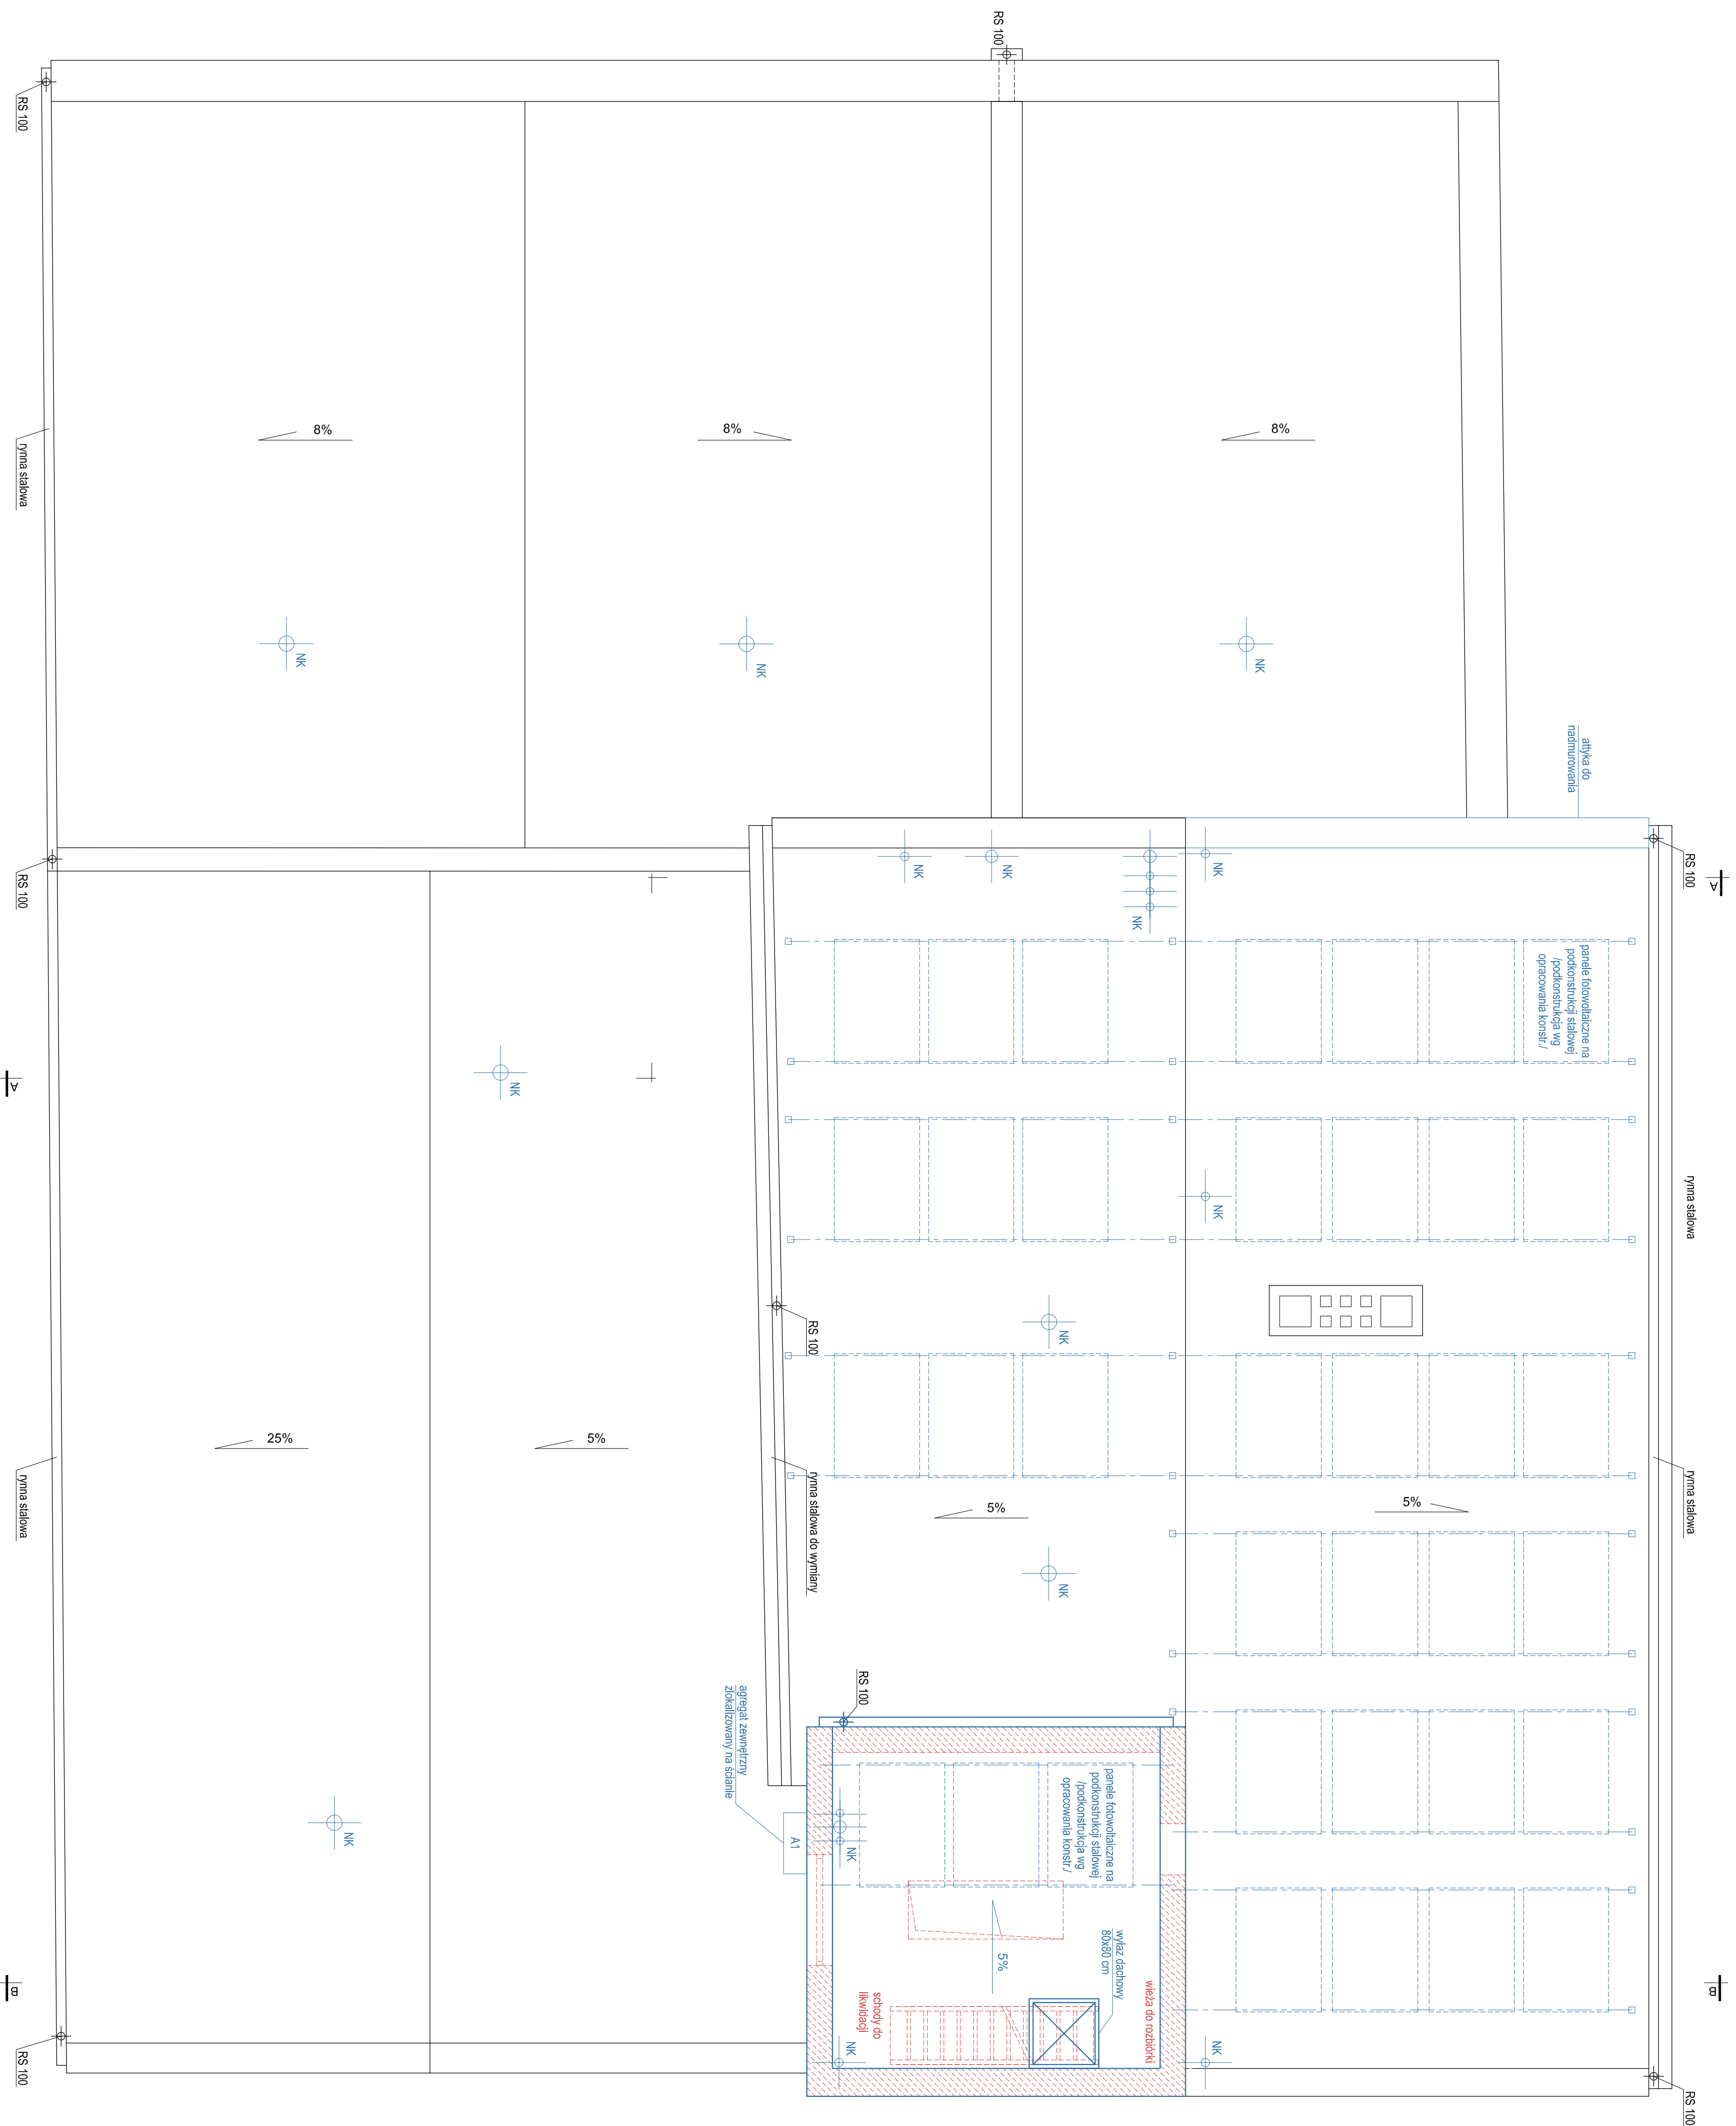 RS 100
RS 100
rynna stalowa
8%
8%
8%
NK
NK
NK
attyka do
nadmurowania
RS 100
RS 100
A
NK
NK
NK
NK
NK
panele fotowoltaiczne na
podkonstrukcji stalowej
/podkonstrukcja wg
opracowania konstr./
A
NK
rynna stalowa
NK
RS 100
NK
25%
5%
5%
5%
rynna stalowa
rynna stalowa do wymiany
rynna stalowa
NK
RS 100
agregat zewnętrzny
zlokalizowany na ścianie
A1
NK
NK
panele fotowoltaiczne na
podkonstrukcji stalowej
/podkonstrukcja wg
opracowania konstr./
5%
wyłaz dachowy
80x80 cm
wieża do rozbiórki
schody do
likwidacji
B
B
NK
NK
RS 100
RS 100